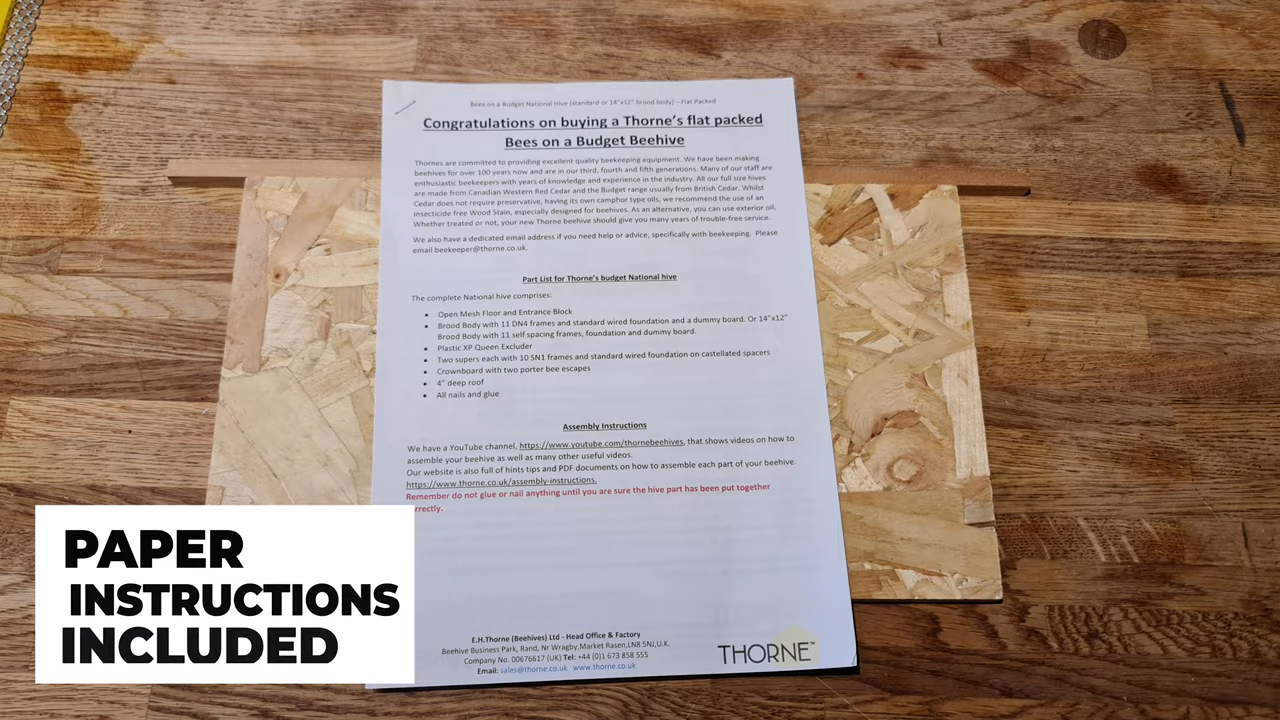 Bees on a Budget National Hive (standard or 14"x12" brood body) – Flat Packed
Congratulations on buying a Thorne's flat packed
Bees on a Budget Beehive
Thornes are committed to providing excellent quality beekeeping equipment. We have been making
beehives for over 100 years now and are in our third, fourth and fifth generations. Many of our staff are
enthusiastic beekeepers with years of knowledge and experience in the industry. All our full size hives
are made from Canadian Western Red Cedar and the Budget range usually from British Cedar. Whilst
Cedar does not require preservative, having its own camphor type oils, we recommend the use of an
insecticide free Wood Stain, especially designed for beehives. As an alternative, you can use exterior oil.
Whether treated or not, your new Thorne beehive should give you many years of trouble-free service.
We also have a dedicated email address if you need help or advice, specifically with beekeeping. Please
email beekeeper@thorne.co.uk.
Part List for Thorne's budget National hive
The complete National hive comprises:
• Open Mesh Floor and Entrance Block
• Brood Body with 11 DN4 frames and standard wired foundation and a dummy board. Or 14"x12"
Brood Body with 11 self spacing frames, foundation and dummy board.
• Plastic XP Queen Excluder
• Two supers each with 10 SN1 frames and standard wired foundation on castellated spacers
• Crownboard with two porter bee escapes
• 4" deep roof
• All nails and glue
Assembly Instructions
We have a YouTube channel, https://www.youtube.com/thornebeehives, that shows videos on how to
assemble your beehive as well as many other useful videos.
Our website is also full of hints tips and PDF documents on how to assemble each part of your beehive.
https://www.thorne.co.uk/assembly-instructions.
Remember do not glue or nail anything until you are sure the hive part has been put together
rrectly.
PAPER
INSTRUCTIONS
INCLUDED
E.H.Thorne (Beehives) Ltd - Head Office & Factory
Beehive Business Park, Rand, Nr Wragby,Market Rasen,LN8 5NJ,U.K.
Company No. 00676617 (UK) Tel: +44 (0)1 673 858 555
Email: sales@thorne.co.uk www.thorne.co.uk
THORNE™